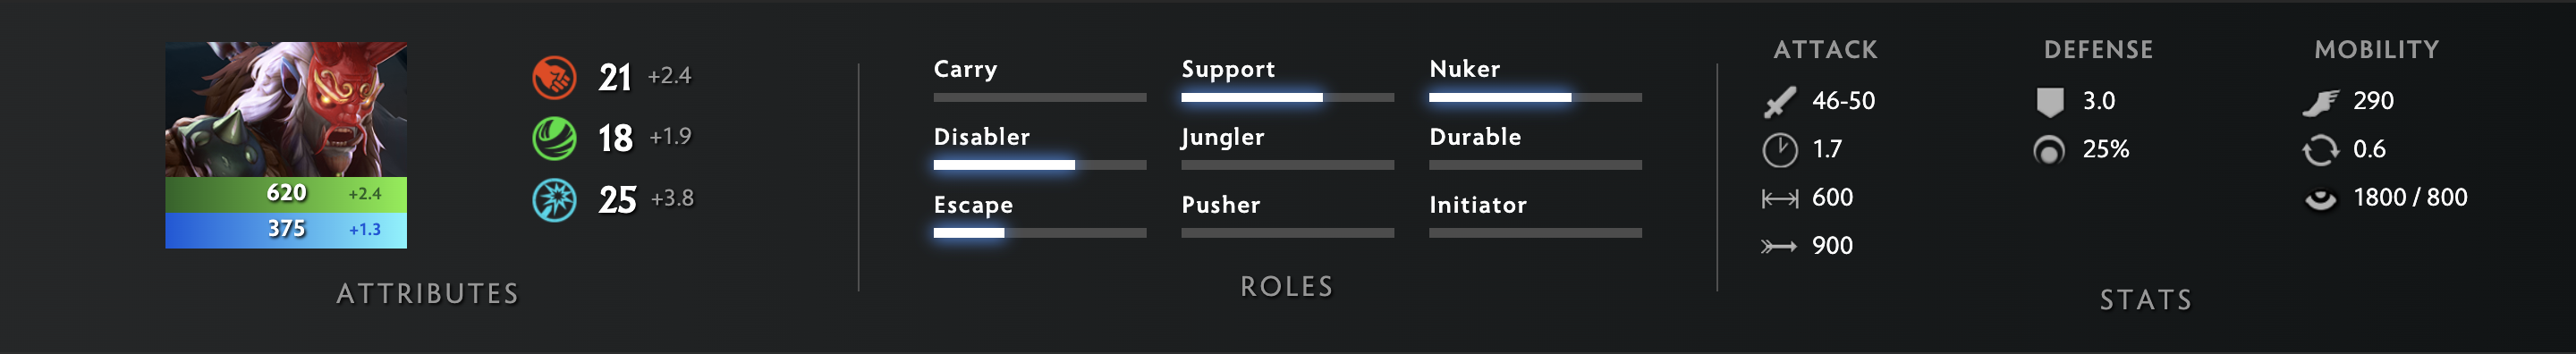 620 +2.4
375 +1.3
21 +2.4
18 +1.9
25 +3.8
ATTRIBUTES
Carry Support Nuker
Disabler Jungler Durable
Escape Pusher Initiator
ROLES
ATTACK DEFENSE MOBILITY
46-50 3.0 290
1.7 25% 0.6
600 1800 / 800
900
STATS